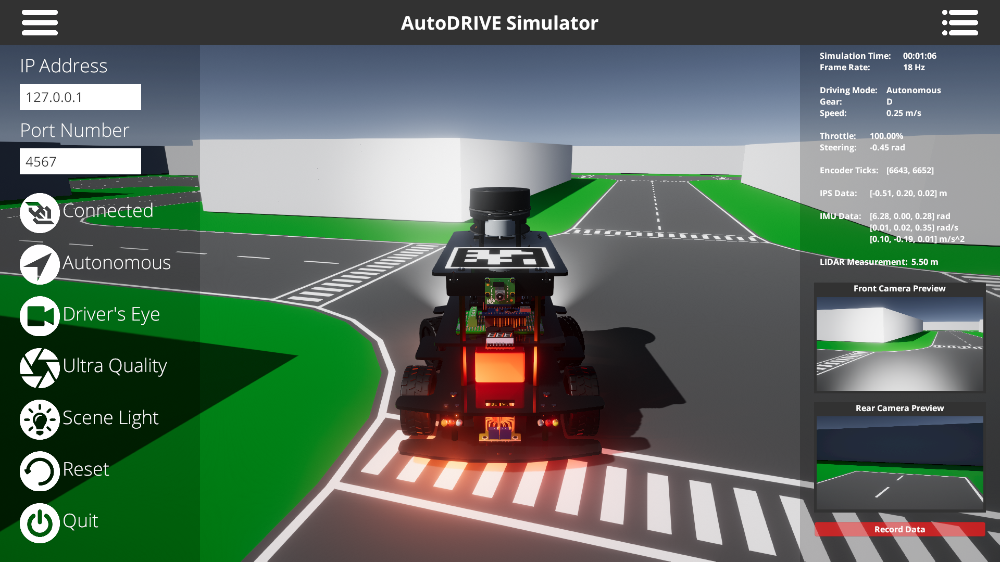 AutoDRIVE Simulator
IP Address
127.0.0.1
Port Number
4567
Connected
Autonomous
Driver's Eye
Ultra Quality
Scene Light
Reset
Quit
Simulation Time: 00:01:06
Frame Rate: 18 Hz
Driving Mode: Autonomous
Gear: D
Speed: 0.25 m/s
Throttle: 100.00%
Steering: -0.45 rad
Encoder Ticks: [6643, 6652]
IPS Data: [-0.51, 0.20, 0.02] m
IMU Data: [6.28, 0.00, 0.28] rad
[0.01, 0.02, 0.35] rad/s
[0.10, -0.19, 0.01] m/s^2
LIDAR Measurement: 5.50 m
Front Camera Preview
Rear Camera Preview
Record Data